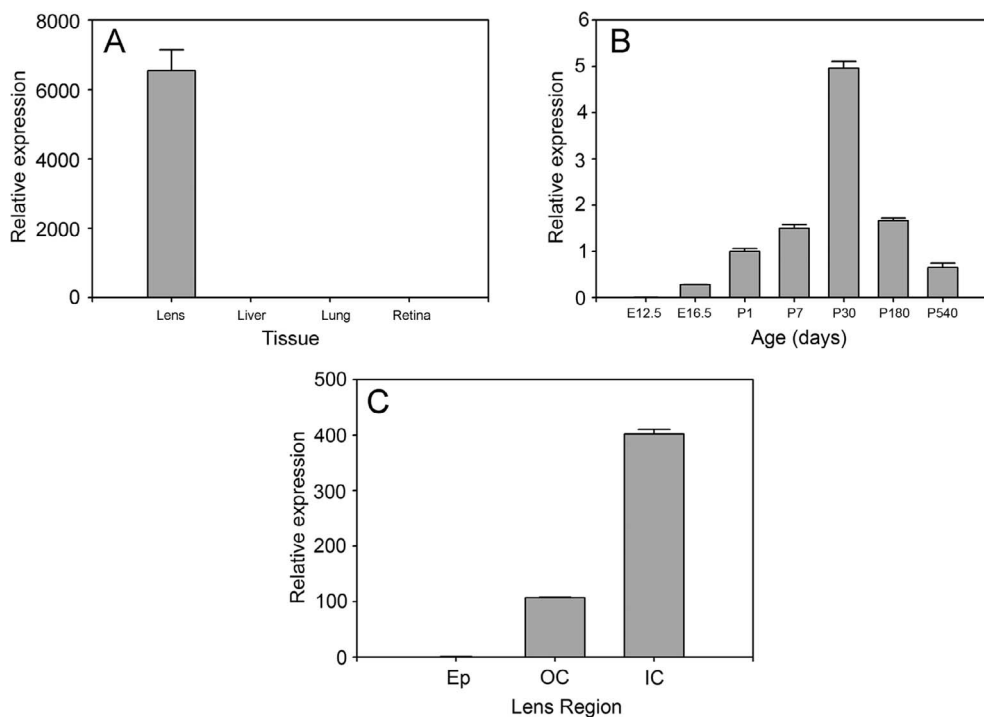 A
Relative expression
8000
6000
4000
2000
0
Lens Liver Lung Retina
Tissue
B
Relative expression
6
5
4
3
2
1
0
E12.5 E16.5 P1 P7 P30 P180 P540
Age (days)
C
Relative expression
500
400
300
200
100
0
Ep OC IC
Lens Region